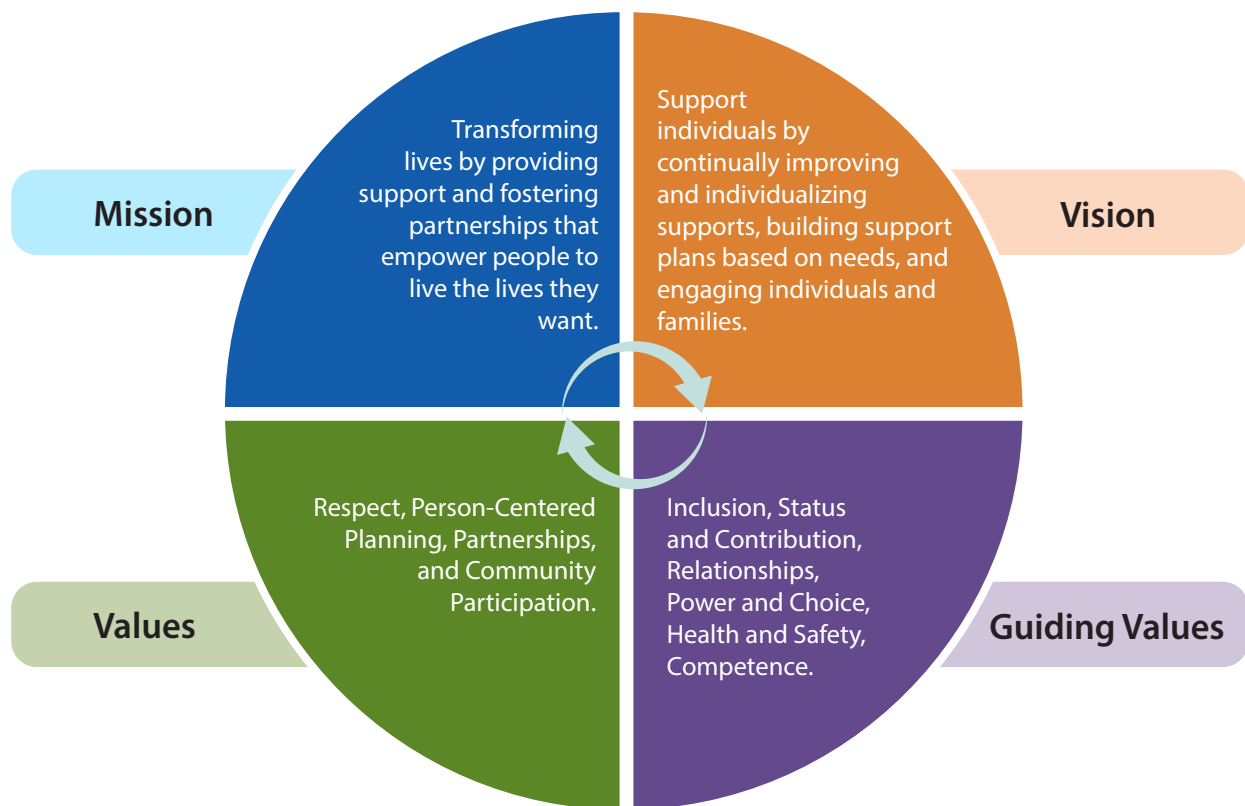 Mission
Transforming
lives by providing
support and fostering
partnerships that
empower people to
live the lives they
want.
Vision
Support
individuals by
continually improving
and individualizing
supports, building support
plans based on needs, and
engaging individuals and
families.
Values
Respect, Person-Centered
Planning, Partnerships,
and Community
Participation.
Guiding Values
Inclusion, Status
and Contribution,
Relationships,
Power and Choice,
Health and Safety,
Competence.